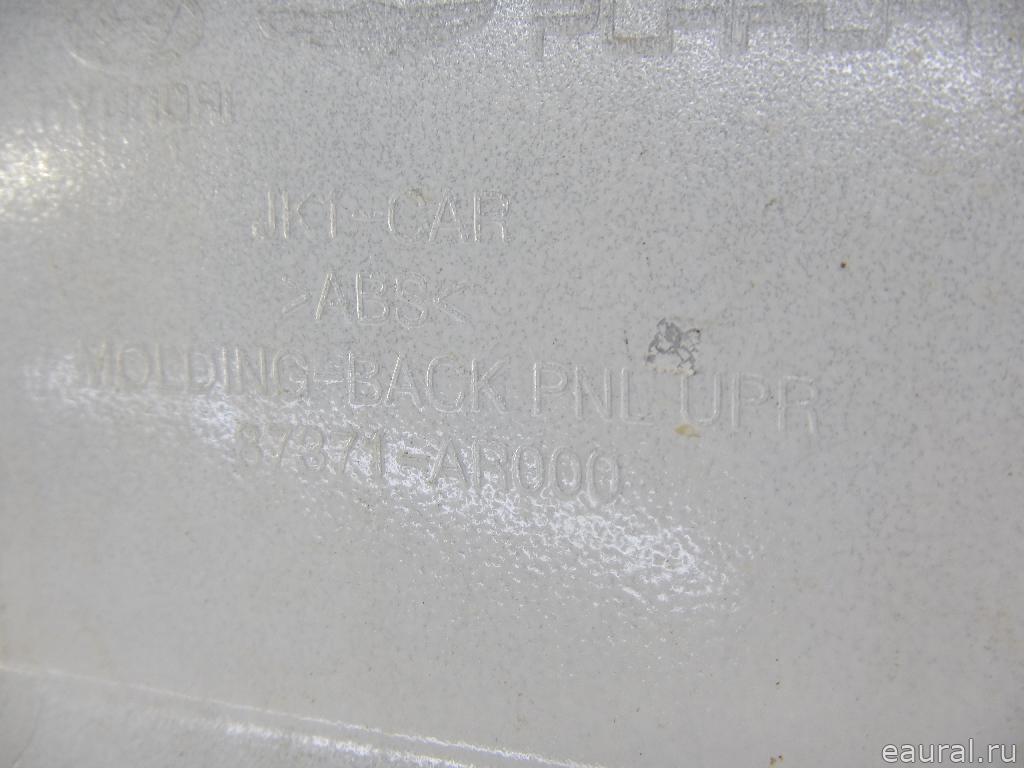 JK1-CAR
>ABS<
MOLDING-BACK PNL UPR
87371-AR000
eaural.ru